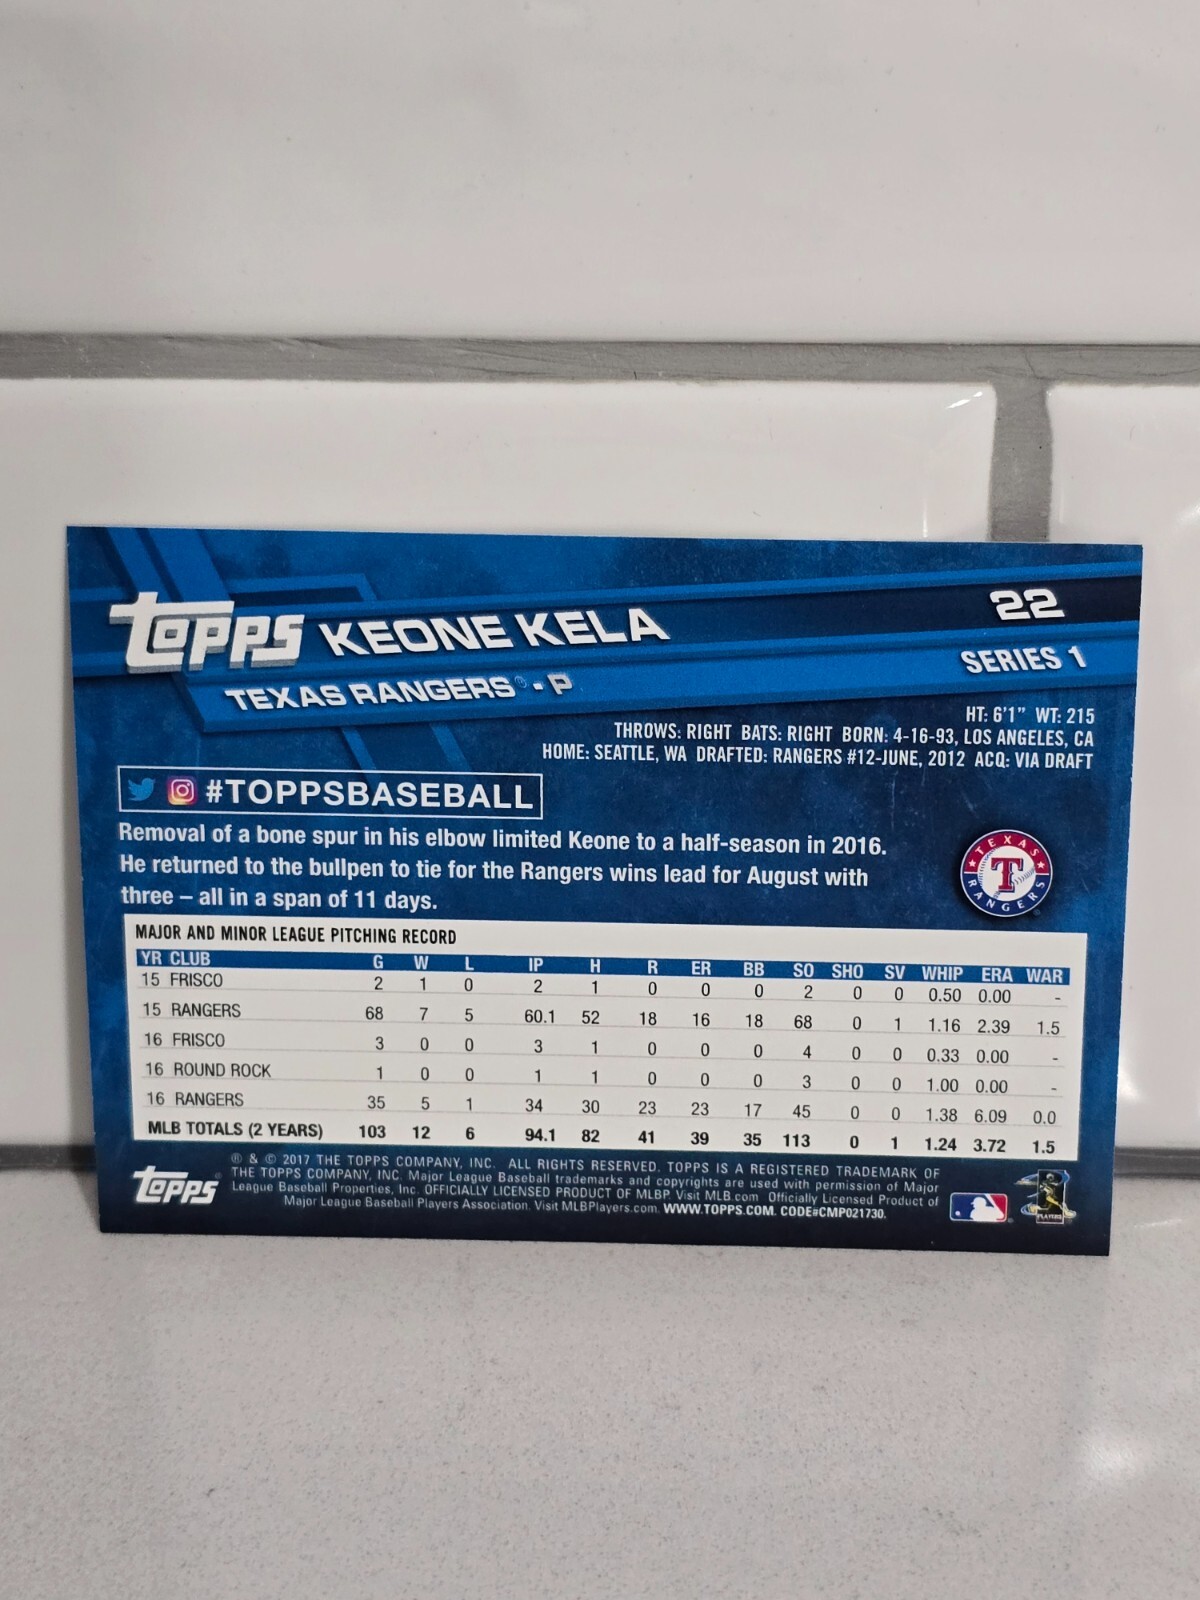 topps KEONE KELA 22
TEXAS RANGERS® - P SERIES 1
HT: 6'1" WT: 215
THROWS: RIGHT BATS: RIGHT BORN: 4-16-93, LOS ANGELES, CA
HOME: SEATTLE, WA DRAFTED: RANGERS #12-JUNE, 2012 ACQ: VIA DRAFT
#TOPPSBASEBALL
Removal of a bone spur in his elbow limited Keone to a half-season in 2016.
He returned to the bullpen to tie for the Rangers wins lead for August with
three – all in a span of 11 days.
TEXAS T RANGERS
MAJOR AND MINOR LEAGUE PITCHING RECORD
YR CLUB G W L IP H R ER BB SO SHO SV WHIP ERA WAR
15 FRISCO 2 1 0 2 1 0 0 0 2 0 0 0.50 0.00 -
15 RANGERS 68 7 5 60.1 52 18 16 18 68 0 1 1.16 2.39 1.5
16 FRISCO 3 0 0 3 1 0 0 0 4 0 0 0.33 0.00 -
16 ROUND ROCK 1 0 0 1 1 0 0 0 3 0 0 1.00 0.00 -
16 RANGERS 35 5 1 34 30 23 23 17 45 0 0 1.38 6.09 0.0
MLB TOTALS (2 YEARS) 103 12 6 94.1 82 41 39 35 113 0 1 1.24 3.72 1.5
topps
® & © 2017 THE TOPPS COMPANY, INC. ALL RIGHTS RESERVED. TOPPS IS A REGISTERED TRADEMARK OF
THE TOPPS COMPANY, INC. Major League Baseball trademarks and copyrights are used with permission of Major
League Baseball Properties, Inc. OFFICIALLY LICENSED PRODUCT OF MLBP Visit MLB.com Officially Licensed Product of
Major League Baseball Players Association. Visit MLBPlayers.com. WWW.TOPPS.COM. CODE#CMP021730.
PLAYERS